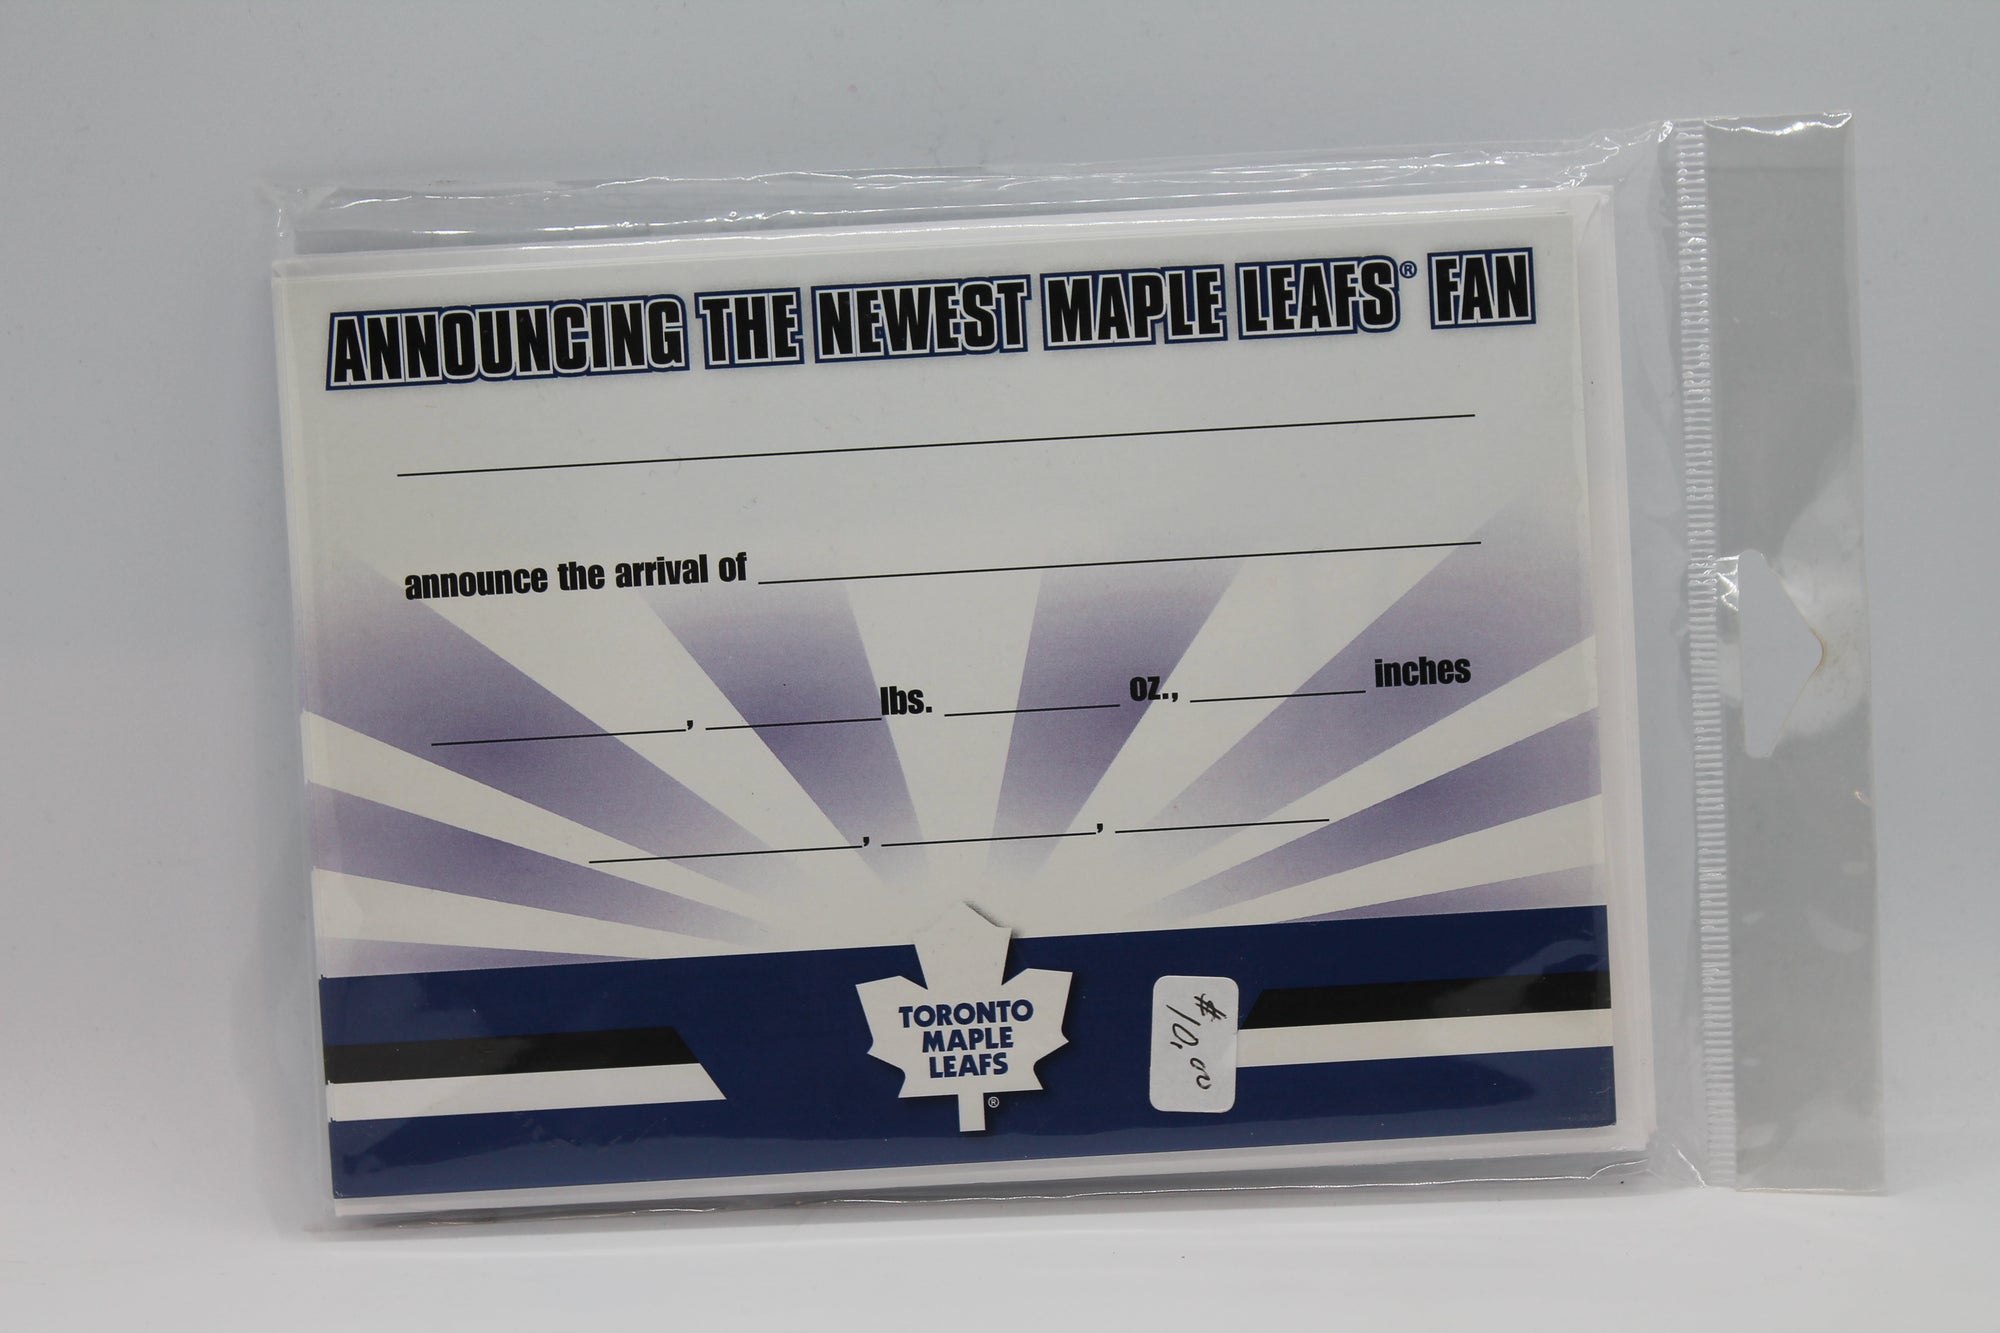 ANNOUNCING THE NEWEST MAPLE LEAFS® FAN
announce the arrival of
, lbs. oz., inches
, ,
TORONTO
MAPLE
LEAFS
®
$10.00